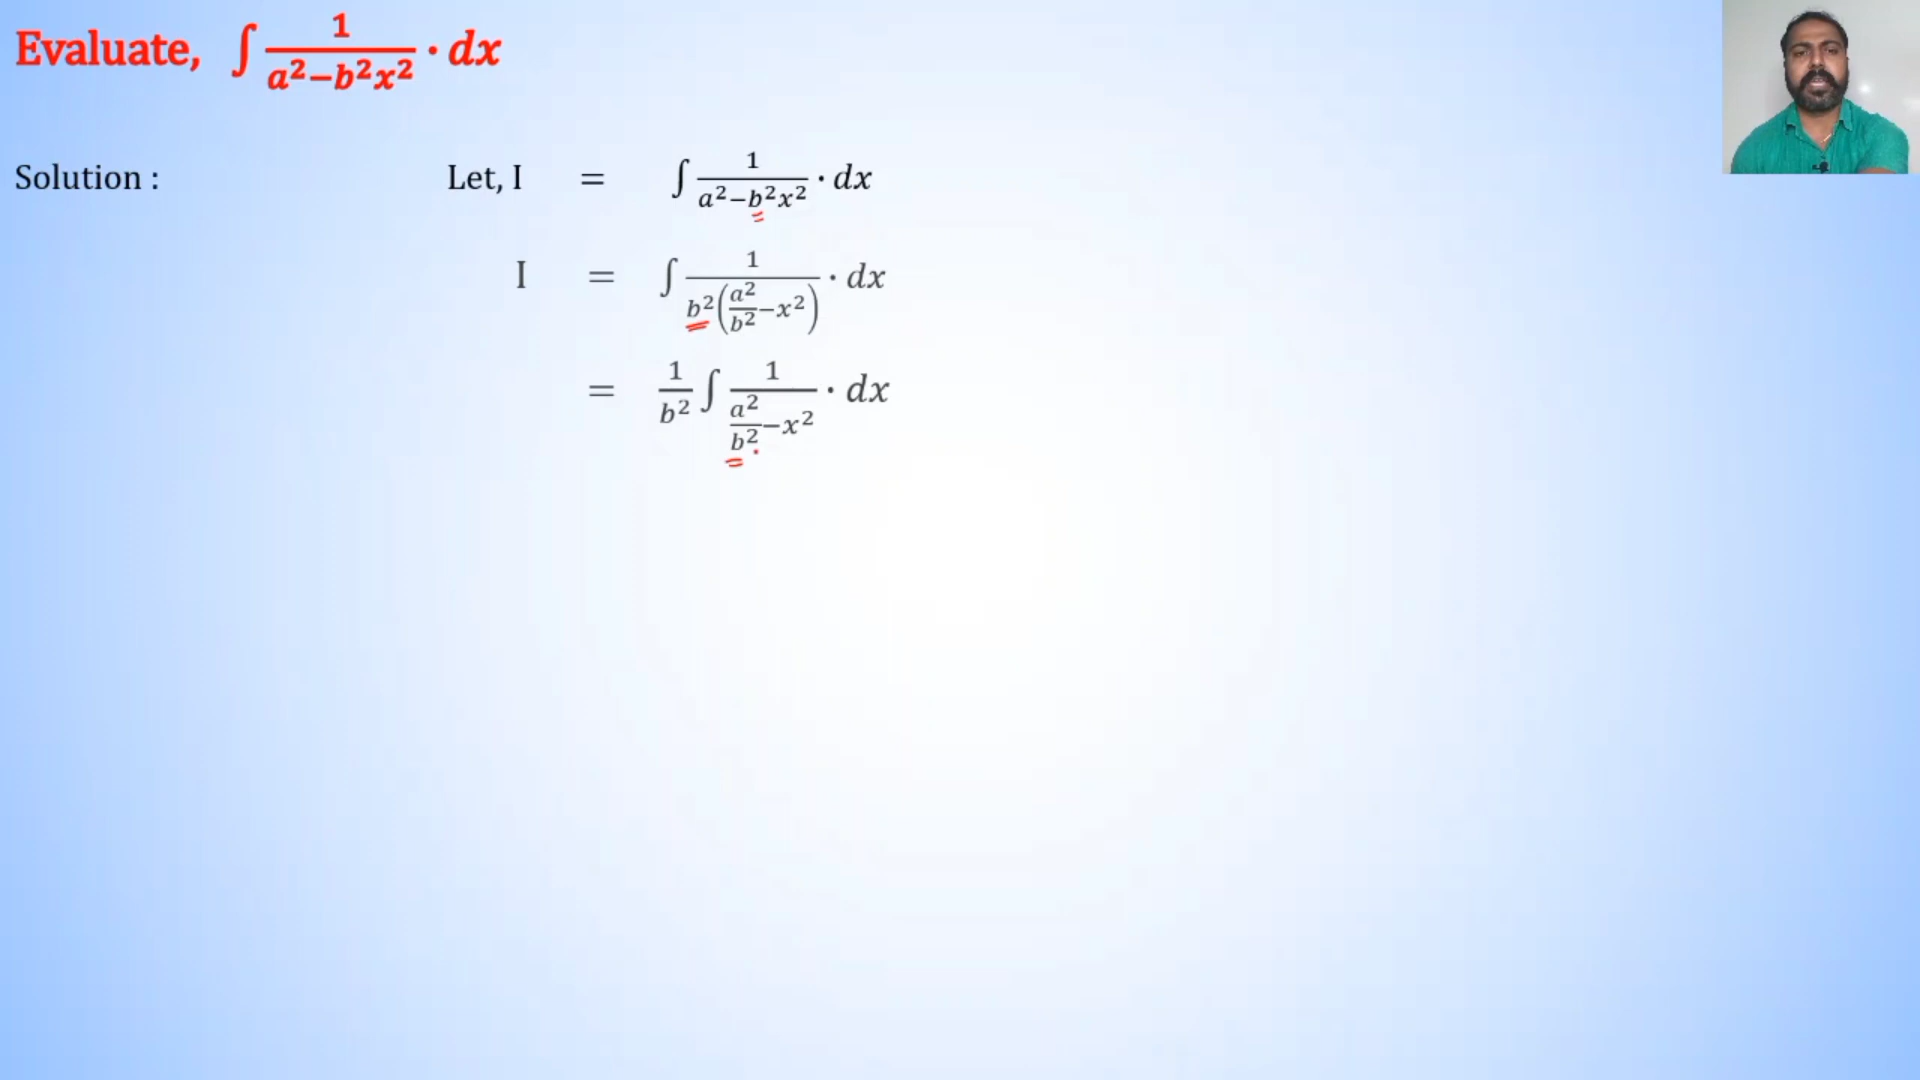 Evaluate, ∫ 1/(a²−b²x²) · dx
Solution : Let, I = ∫ 1/(a²−b²x²) · dx
I = ∫ 1/(b²(a²/b²−x²)) · dx
= 1/b² ∫ 1/(a²/b²−x²) · dx